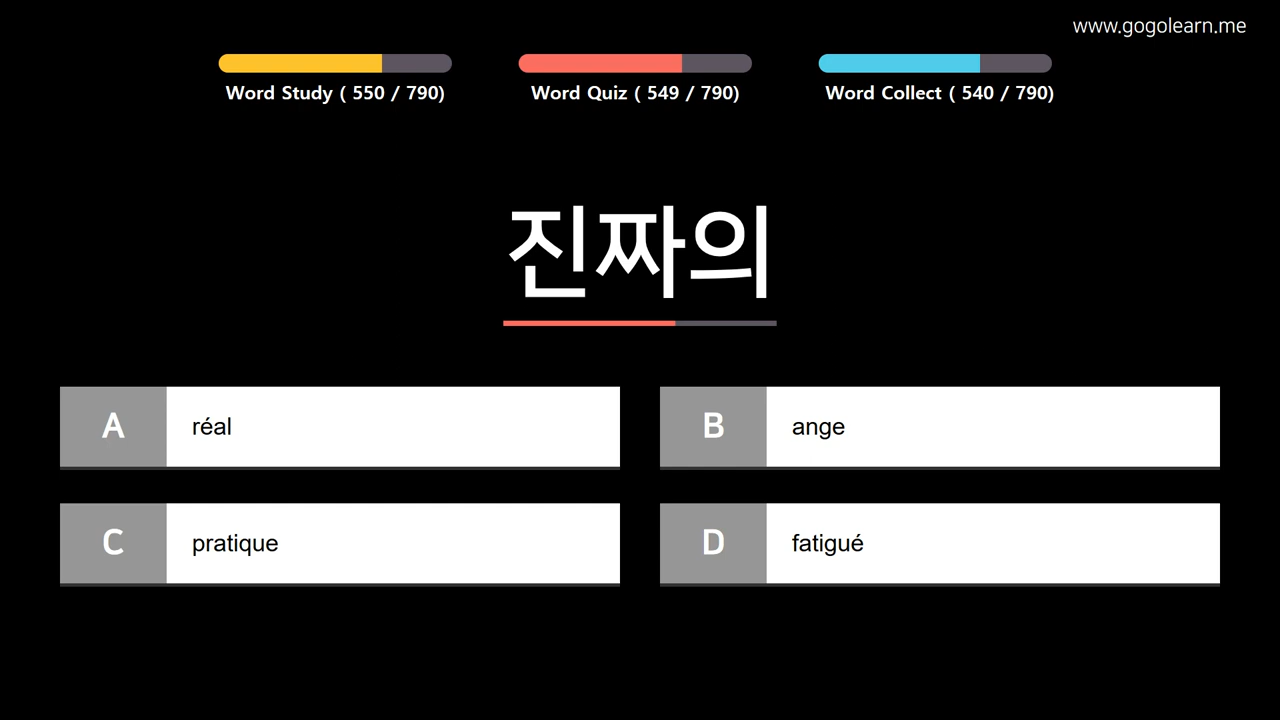 www.gogolearn.me
Word Study ( 550 / 790)
Word Quiz ( 549 / 790)
Word Collect ( 540 / 790)
진짜의
A
réal
B
ange
C
pratique
D
fatigué